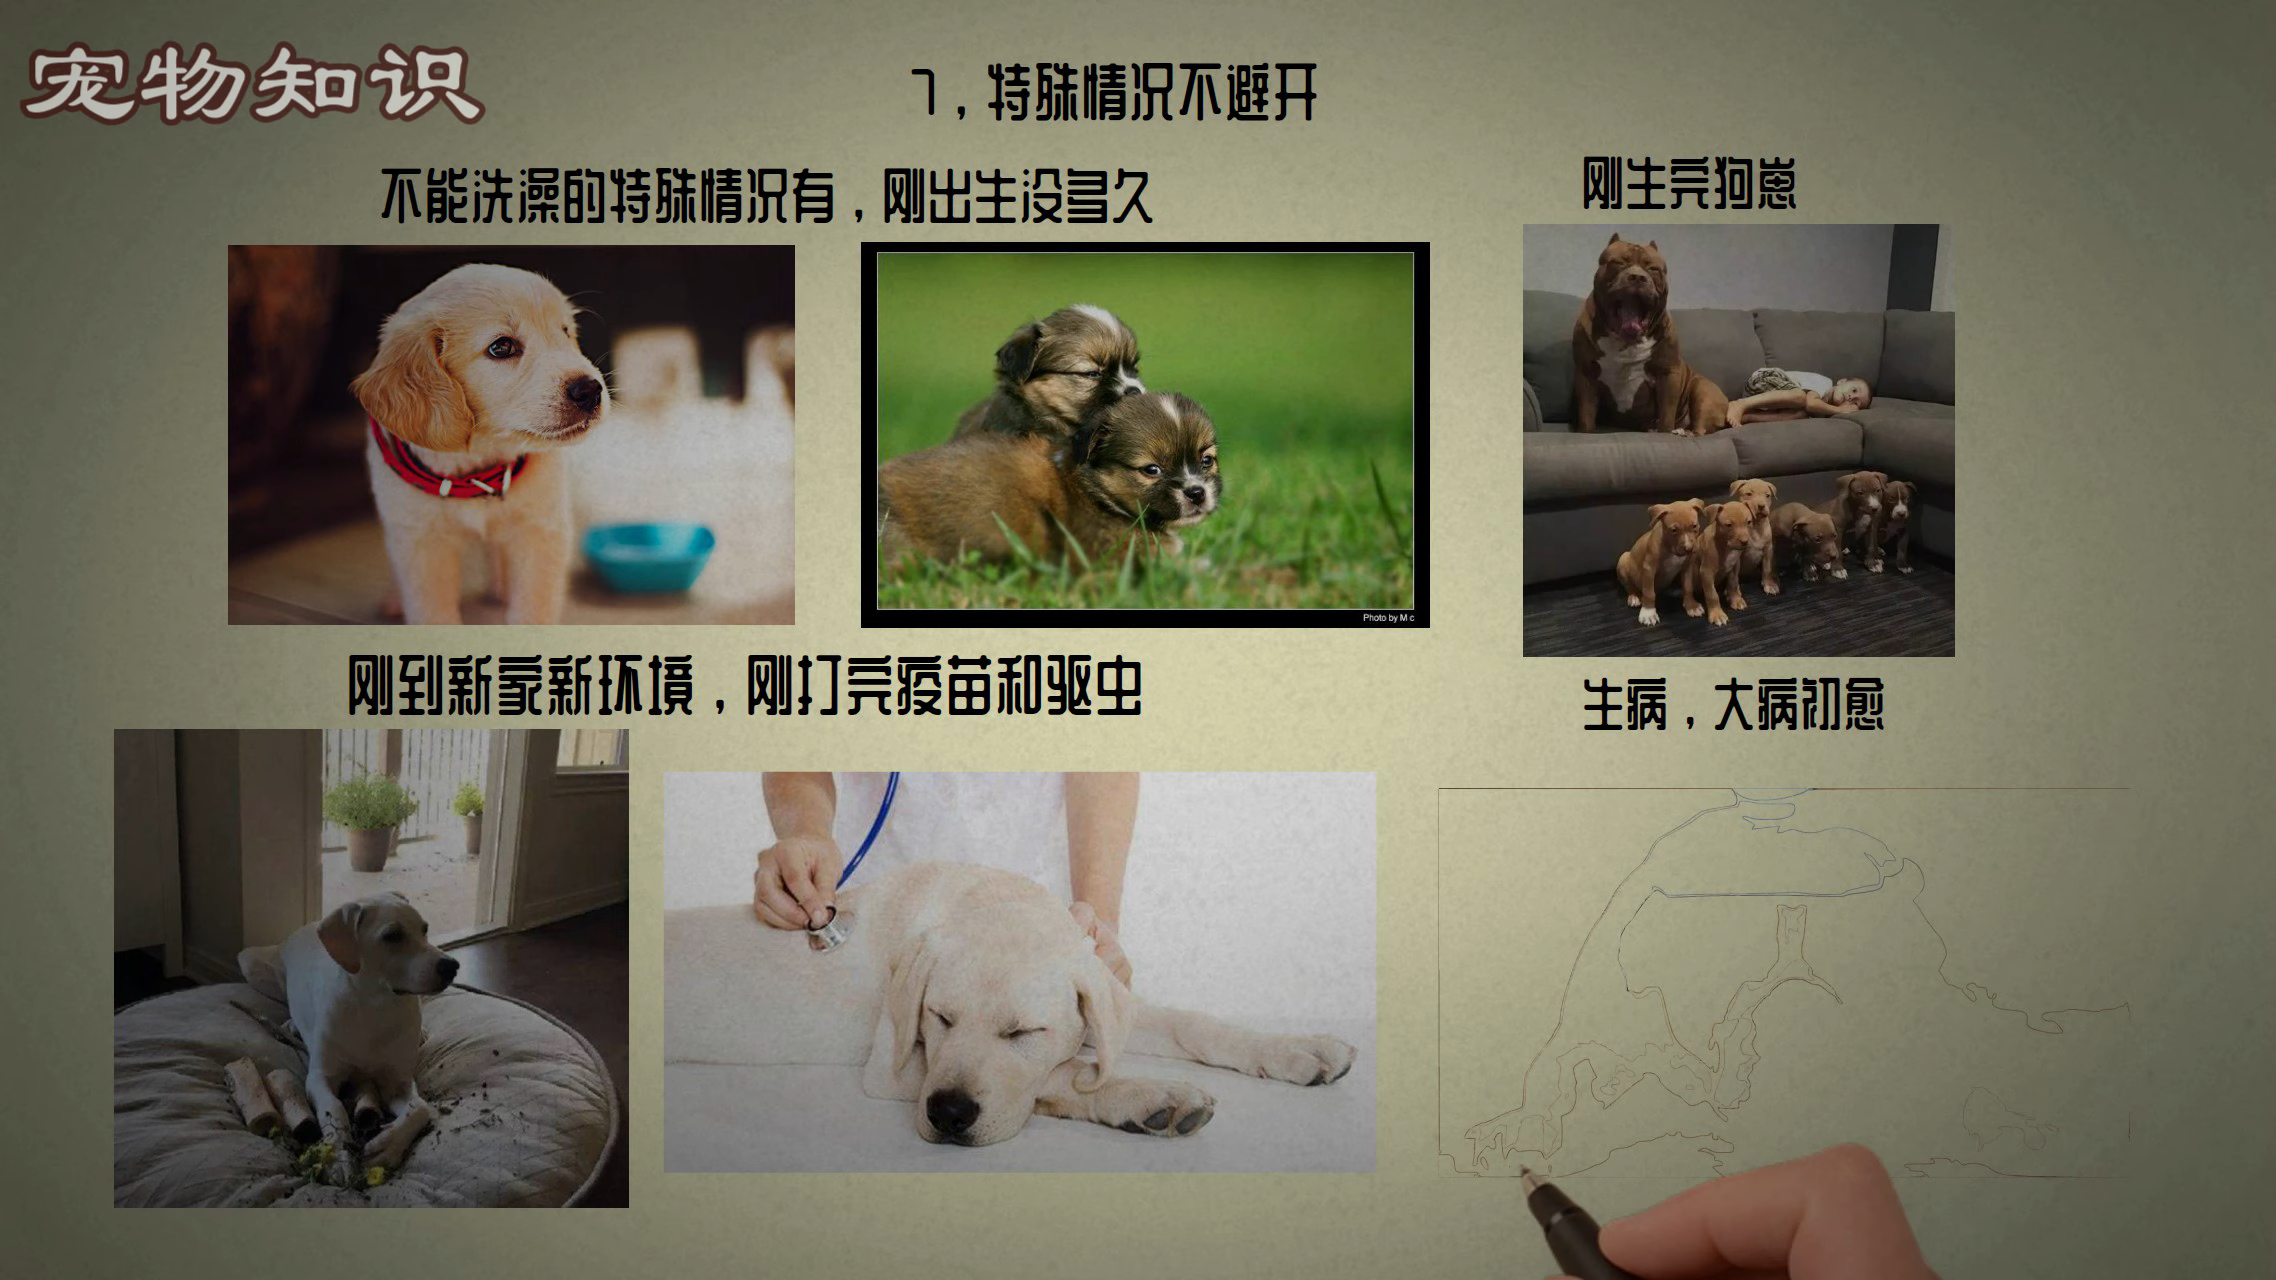 宠物知识
7，特殊情况不避开
不能洗澡的特殊情况有，刚出生没多久
刚生完狗崽
Photo by M c
刚到新家新环境，刚打完疫苗和驱虫
生病，大病初愈